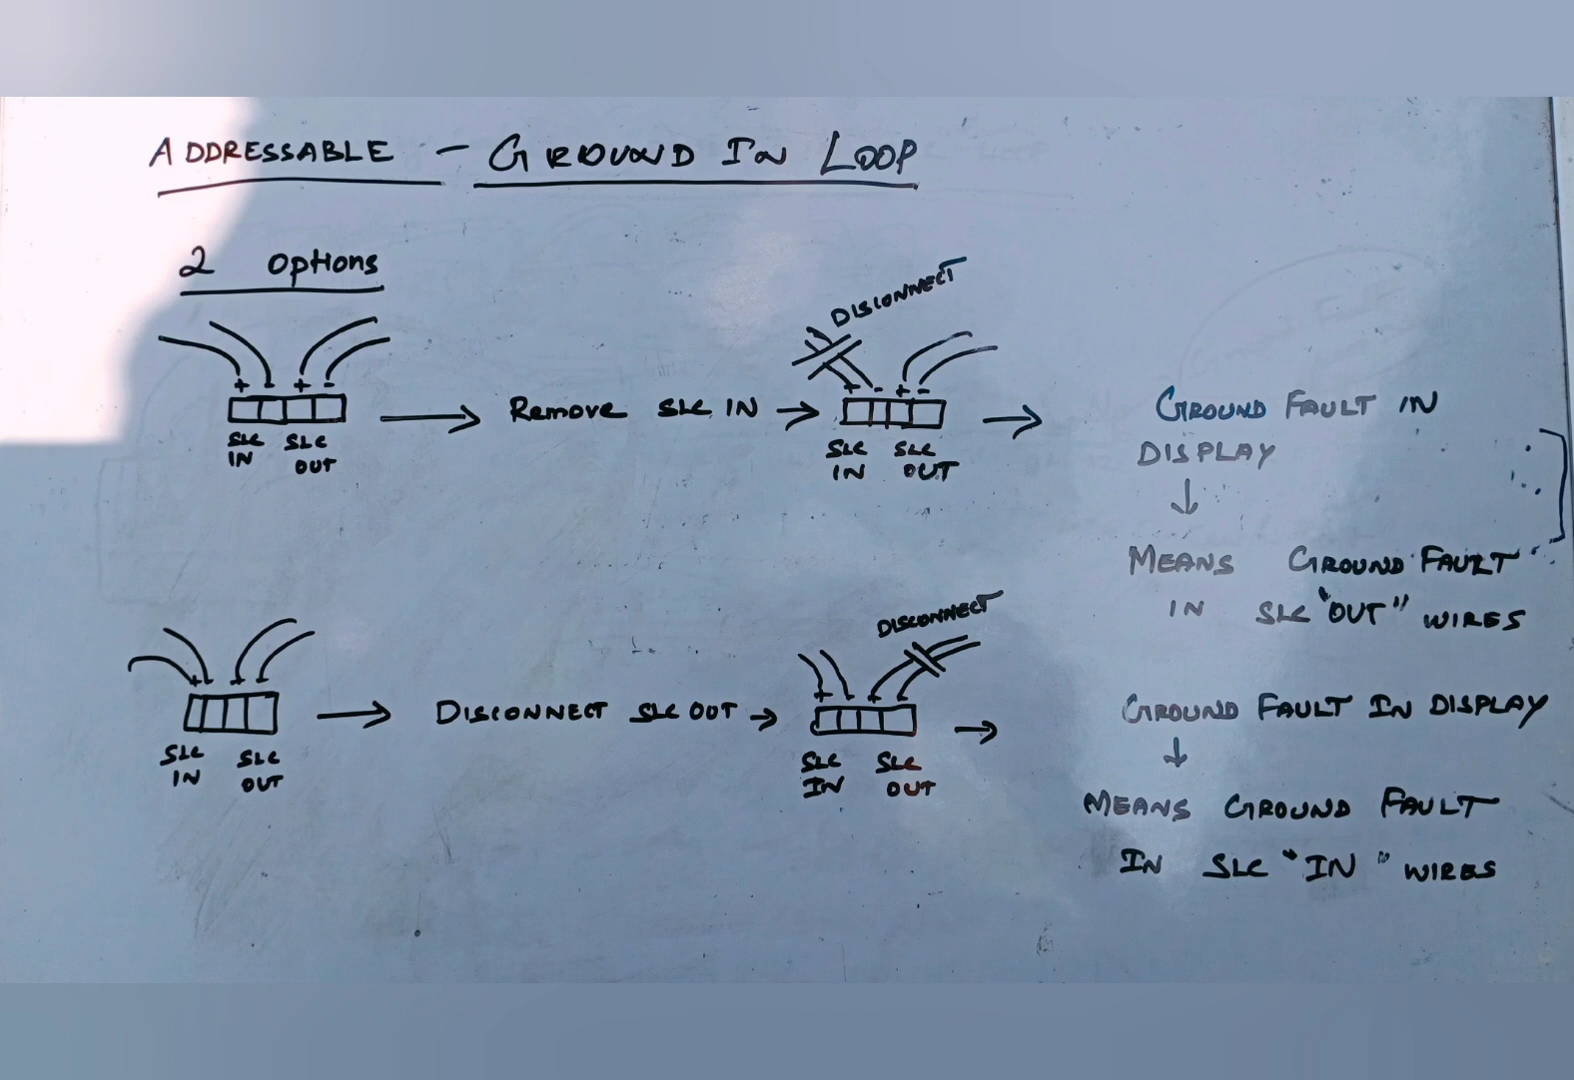 ADDRESSABLE - GROUND IN LOOP
2 options
+ - + -
SLC IN
SLC OUT
Remove SLC IN
DISCONNECT
+ - + -
SLC IN
SLC OUT
GROUND FAULT IN
DISPLAY
MEANS GROUND FAULT
IN SLC "OUT" WIRES
+ - + -
SLC IN
SLC OUT
DISCONNECT SLC OUT
DISCONNECT
+ - + -
SLC IN
SLC OUT
GROUND FAULT IN DISPLAY
MEANS GROUND FAULT
IN SLC "IN" WIRES